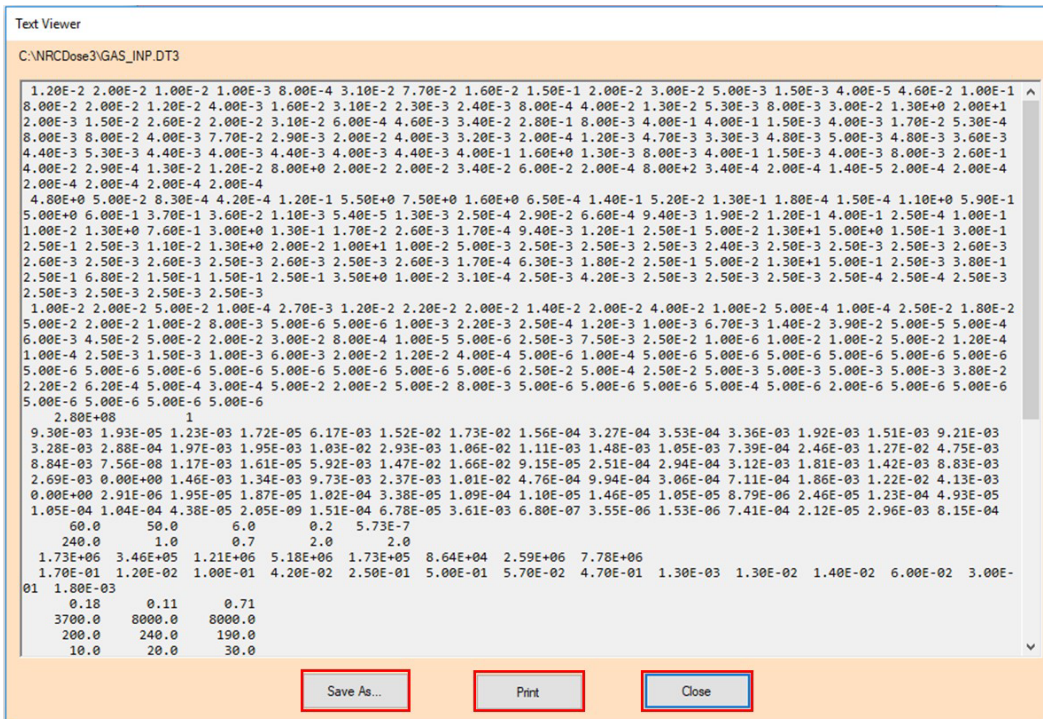 Text Viewer
C:\NRCDose3\GAS_INP.DT3
1.20E-2 2.00E-2 1.00E-2 1.00E-3 8.00E-4 3.10E-2 7.70E-2 1.60E-2 1.50E-1 2.00E-2 3.00E-2 5.00E-3 1.50E-3 4.00E-5 4.60E-2 1.00E-1
8.00E-2 2.00E-2 1.20E-2 4.00E-3 1.60E-2 3.10E-2 2.30E-3 2.40E-3 8.00E-4 4.00E-2 1.30E-2 5.30E-3 8.00E-3 3.00E-2 1.30E+0 2.00E+1
2.00E-3 1.50E-2 2.60E-2 2.00E-2 3.10E-2 6.00E-4 4.60E-3 3.40E-2 2.80E-1 8.00E-3 4.00E-1 4.00E-1 1.50E-3 4.00E-3 1.70E-2 5.30E-4
8.00E-3 8.00E-2 4.00E-3 7.70E-2 2.90E-3 2.00E-2 4.00E-3 3.20E-3 2.00E-4 1.20E-3 4.70E-3 3.30E-3 4.80E-3 5.00E-3 4.80E-3 3.60E-3
4.40E-3 5.30E-3 4.40E-3 4.00E-3 4.40E-3 4.00E-3 4.40E-3 4.00E-1 1.60E+0 1.30E-3 8.00E-3 4.00E-1 1.50E-3 4.00E-3 8.00E-3 2.60E-1
4.00E-2 2.90E-4 1.30E-2 1.20E-2 8.00E+0 2.00E-2 2.00E-2 3.40E-2 6.00E-2 2.00E-4 8.00E+2 3.40E-4 2.00E-4 1.40E-5 2.00E-4 2.00E-4
2.00E-4 2.00E-4 2.00E-4 2.00E-4
4.80E+0 5.00E-2 8.30E-4 4.20E-4 1.20E-1 5.50E+0 7.50E+0 1.60E+0 6.50E-4 1.40E-1 5.20E-2 1.30E-1 1.80E-4 1.50E-4 1.10E+0 5.90E-1
5.00E+0 6.00E-1 3.70E-1 3.60E-2 1.10E-3 5.40E-5 1.30E-3 2.50E-4 2.90E-2 6.60E-4 9.40E-3 1.90E-2 1.20E-1 4.00E-1 2.50E-4 1.00E-1
1.00E-2 1.30E+0 7.60E-1 3.00E+0 1.30E-1 1.70E-2 2.60E-3 1.70E-4 9.40E-3 1.20E-1 2.50E-1 5.00E-2 1.30E+1 5.00E+0 1.50E-1 3.00E-1
2.50E-1 2.50E-3 1.10E-2 1.30E+0 2.00E-2 1.00E+1 1.00E-2 5.00E-3 2.50E-3 2.50E-3 2.50E-3 2.40E-3 2.50E-3 2.50E-3 2.50E-3 2.60E-3
2.60E-3 2.50E-3 2.60E-3 2.50E-3 2.60E-3 2.50E-3 2.60E-3 1.70E-4 6.30E-3 1.80E-2 2.50E-1 5.00E-2 1.30E+1 5.00E-1 2.50E-3 3.80E-1
2.50E-1 6.80E-2 1.50E-1 1.50E-1 2.50E-1 3.50E+0 1.00E-2 3.10E-4 2.50E-3 4.20E-3 2.50E-3 2.50E-3 2.50E-3 2.50E-4 2.50E-4 2.50E-3
2.50E-3 2.50E-3 2.50E-3 2.50E-3
1.00E-2 2.00E-2 5.00E-2 1.00E-4 2.70E-3 1.20E-2 2.20E-2 2.00E-2 1.40E-2 2.00E-2 4.00E-2 1.00E-2 5.00E-4 1.00E-4 2.50E-2 1.80E-2
5.00E-2 2.00E-2 1.00E-2 8.00E-3 5.00E-6 5.00E-6 1.00E-3 2.20E-3 2.50E-4 1.20E-3 1.00E-3 6.70E-3 1.40E-2 3.90E-2 5.00E-5 5.00E-4
6.00E-3 4.50E-2 5.00E-2 2.00E-2 3.00E-2 8.00E-4 1.00E-5 5.00E-6 2.50E-3 7.50E-3 2.50E-2 1.00E-6 1.00E-2 1.00E-2 5.00E-2 1.20E-4
1.00E-4 2.50E-3 1.50E-3 1.00E-3 6.00E-3 2.00E-2 1.20E-2 4.00E-4 5.00E-6 1.00E-4 5.00E-6 5.00E-6 5.00E-6 5.00E-6 5.00E-6 5.00E-6
5.00E-6 5.00E-6 5.00E-6 5.00E-6 5.00E-6 5.00E-6 5.00E-6 2.50E-2 5.00E-4 2.50E-2 5.00E-3 5.00E-3 5.00E-3 5.00E-3 3.80E-2
2.20E-2 6.20E-4 5.00E-4 3.00E-4 5.00E-2 2.00E-2 5.00E-2 8.00E-3 5.00E-6 5.00E-6 5.00E-6 5.00E-4 5.00E-6 2.00E-6 5.00E-6 5.00E-6
5.00E-6 5.00E-6 5.00E-6 5.00E-6
2.80E+08 1
9.30E-03 1.93E-05 1.23E-03 1.72E-05 6.17E-03 1.52E-02 1.73E-02 1.56E-04 3.27E-04 3.53E-04 3.36E-03 1.92E-03 1.51E-03 9.21E-03
3.28E-03 2.88E-04 1.97E-03 1.95E-03 1.03E-02 2.93E-03 1.06E-02 1.11E-03 1.48E-03 1.05E-03 7.39E-04 2.46E-03 1.27E-02 4.75E-03
8.84E-03 7.56E-08 1.17E-03 1.61E-05 5.92E-03 1.47E-02 1.66E-02 9.15E-05 2.51E-04 2.94E-04 3.12E-03 1.81E-03 1.42E-03 8.83E-03
2.69E-03 0.00E+00 1.46E-03 1.34E-03 9.73E-03 2.37E-03 1.01E-02 4.76E-04 9.94E-04 3.06E-04 7.11E-04 1.86E-03 1.22E-02 4.13E-03
0.00E+00 2.91E-06 1.95E-05 1.87E-05 1.02E-04 3.38E-05 1.09E-04 1.10E-05 1.46E-05 1.05E-05 8.79E-06 2.46E-05 1.23E-04 4.93E-05
1.05E-04 1.04E-04 4.38E-05 2.05E-09 1.51E-04 6.78E-05 3.61E-03 6.80E-07 3.55E-06 1.53E-06 7.41E-04 2.12E-05 2.96E-03 8.15E-04
60.0 50.0 6.0 0.2 5.73E-7
240.0 1.0 0.7 2.0 2.0
1.73E+06 3.46E+05 1.21E+06 5.18E+06 1.73E+05 8.64E+04 2.59E+06 7.78E+06
1.70E-01 1.20E-02 1.00E-01 4.20E-02 2.50E-01 5.00E-01 5.70E-02 4.70E-01 1.30E-03 1.30E-02 1.40E-02 6.00E-02 3.00E-
01 1.80E-03
0.18 0.11 0.71
3700.0 8000.0 8000.0
200.0 240.0 190.0
10.0 20.0 30.0
Save As...
Print
Close